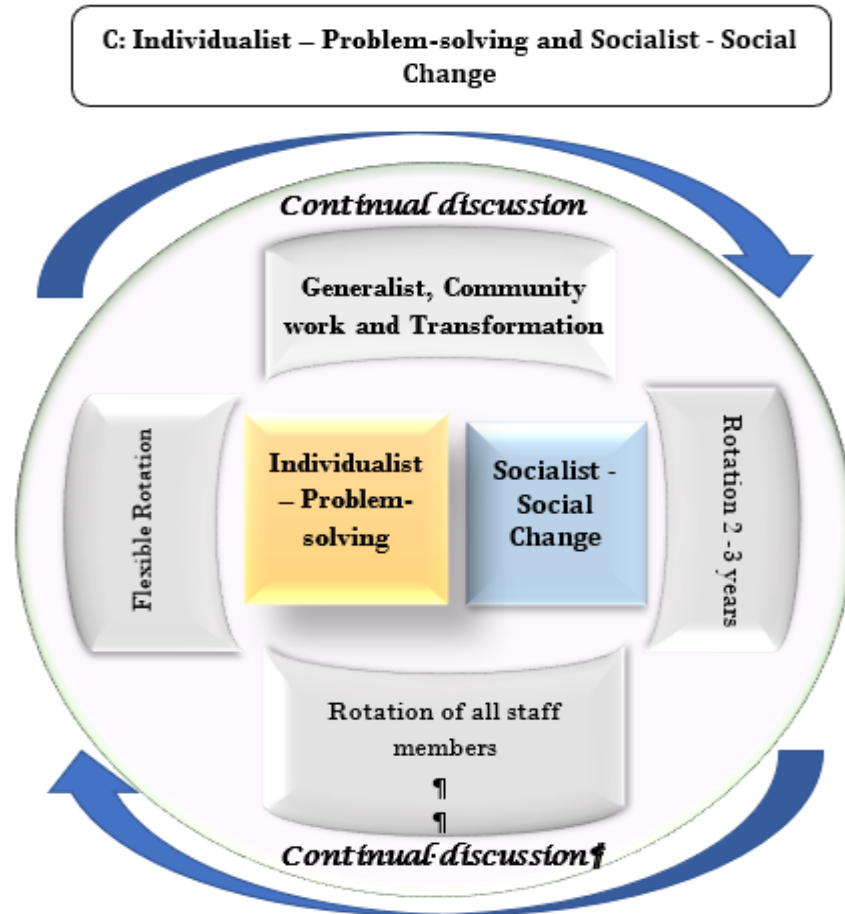 C: Individualist – Problem-solving and Socialist - Social
Change
Continual discussion
Generalist, Community
work and Transformation
Flexible Rotation
Individualist
– Problem-
solving
Socialist -
Social
Change
Rotation 2 -3 years
Rotation of all staff
members
¶
¶
Continual·discussion¶